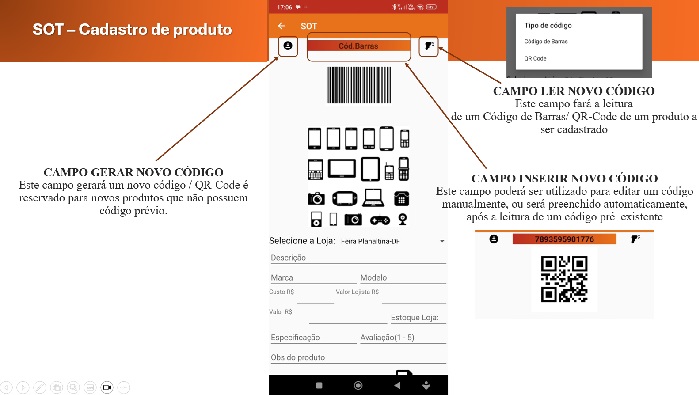 SOT – Cadastro de produto
17:06
SOT
Cód.Barras
Tipo de código
Código de Barras
QR Code
CAMPO LER NOVO CÓDIGO
Este campo fará a leitura
de um Código de Barras/ QR-Code de um produto a
ser cadastrado
CAMPO GERAR NOVO CÓDIGO
Este campo gerará um novo código / QR Code é
reservado para novos produtos que não possuem
código prévio.
CAMPO INSERIR NOVO CÓDIGO
Este campo poderá ser utilizado para editar um código
manualmente, ou será preenchido automaticamente,
após a leitura de um código pré existente
7893595901776
Selecione a Loja: Feira Planaltina-DF
Descrição
Marca Modelo
Custo R$ Valor Lojista R$
Valor R$
Estoque Loja:
Especificação Avaliação(1 - 5)
Obs do produto